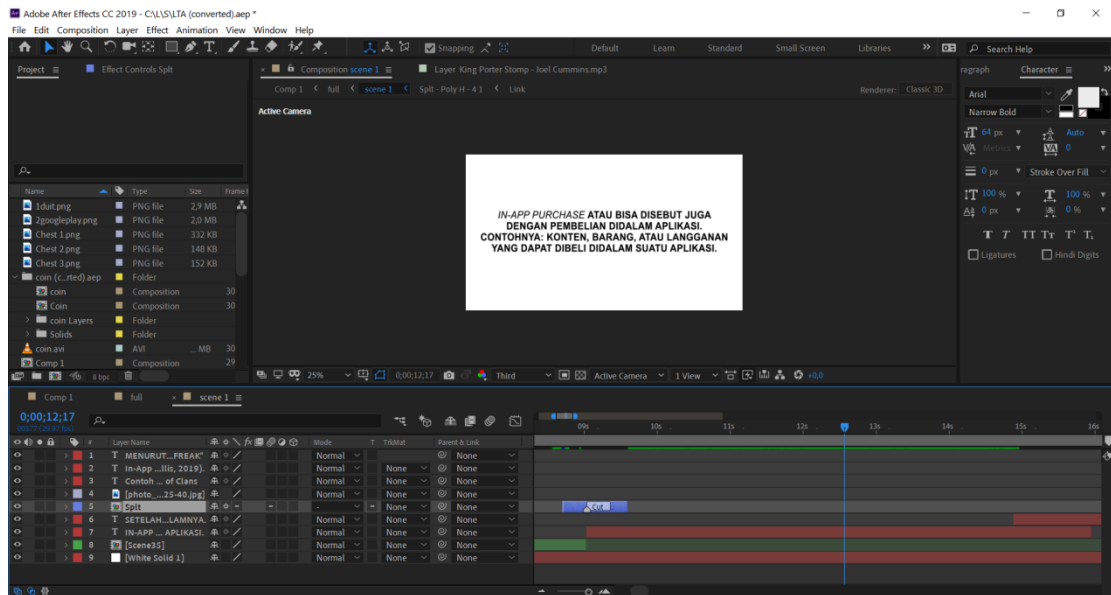 Adobe After Effects CC 2019 - C:\L\S\LTA (converted).aep *
File Edit Composition Layer Effect Animation View Window Help
Snapping Default Learn Standard Small Screen Libraries » Search Help
Project Effect Controls Splt
Composition scene 1 Layer King Porter Stomp - Joel Cummins.mp3
Comp 1 full scene 1 Splt - Poly H - 4 1 Link Renderer: Classic 3D
Active Camera
IN-APP PURCHASE ATAU BISA DISEBUT JUGA
DENGAN PEMBELIAN DIDALAM APLIKASI.
CONTOHNYA: KONTEN, BARANG, ATAU LANGGANAN
YANG DAPAT DIBELI DIDALAM SUATU APLIKASI.
ragraph Character »
Arial
Narrow Bold
64 px Auto
Metrics 0
0 px Stroke Over Fill
100 % 100 %
0 px 0 %
T T TT Tr T' T,
Ligatures Hindi Digits
Name Type Size Frame R
1duit.png PNG file 2,9 MB
2googleplay.png PNG file 2,0 MB
Chest 1.png PNG file 332 KB
Chest 2.png PNG file 148 KB
Chest 3.png PNG file 152 KB
coin (c...rted).aep Folder
coin Composition 30
Coin Composition 30
coin Layers Folder
Solids Folder
coin.avi AVI ... MB 30
Comp 1 Composition 29
8 bpc
25% 0;00;12;17 Third Active Camera 1 View +0,0
Comp 1 full scene 1
0;00;12;17
00377 (29.97 fps)
09s 10s 11s 12s 13s 14s 15s 16s
# Layer Name Mode T TrkMat Parent & Link
1 T MENURUT...FREAK" Normal None
2 T In-App ...llis, 2019). Normal None None
3 T Contoh ... of Clans Normal None None
4 [photo_...25-40.jpg] Normal None None
5 Splt - - None None Cut
6 T SETELAH...LAMNYA. Normal None None
7 T IN-APP ... APLIKASI. Normal None None
8 [Scene3S] Normal None None
9 [White Solid 1] Normal None None